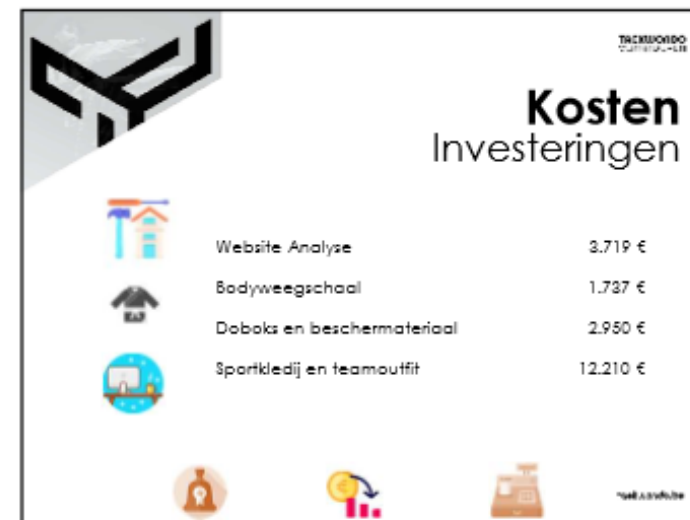 TAEKWONDO
Kosten
Investeringen
Website Analyse 3.719 €
Bodyweegschaal 1.737 €
Doboks en beschermateriaal 2.950 €
Sportkledij en teamoutfit 12.210 €